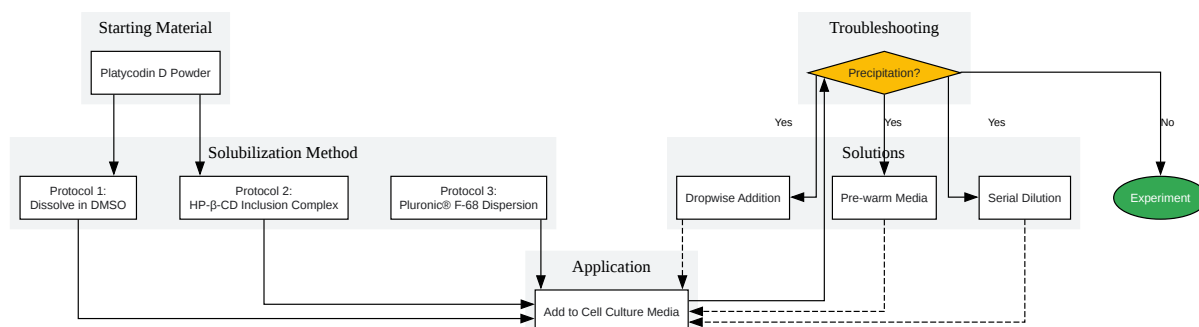 Starting Material
Platycodin D Powder
Troubleshooting
Precipitation?
Yes
Yes
Yes
No
Solubilization Method
Protocol 1:
Dissolve in DMSO
Protocol 2:
HP-β-CD Inclusion Complex
Protocol 3:
Pluronic® F-68 Dispersion
Solutions
Dropwise Addition
Pre-warm Media
Serial Dilution
Experiment
Application
Add to Cell Culture Media